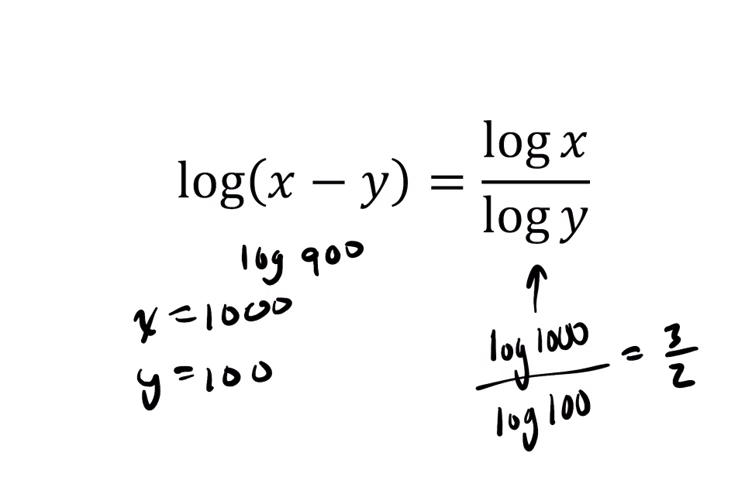 log(x − y) = log x / log y
log 900
x = 1000
y = 100
↑
log 1000 / log 100 = 3/2